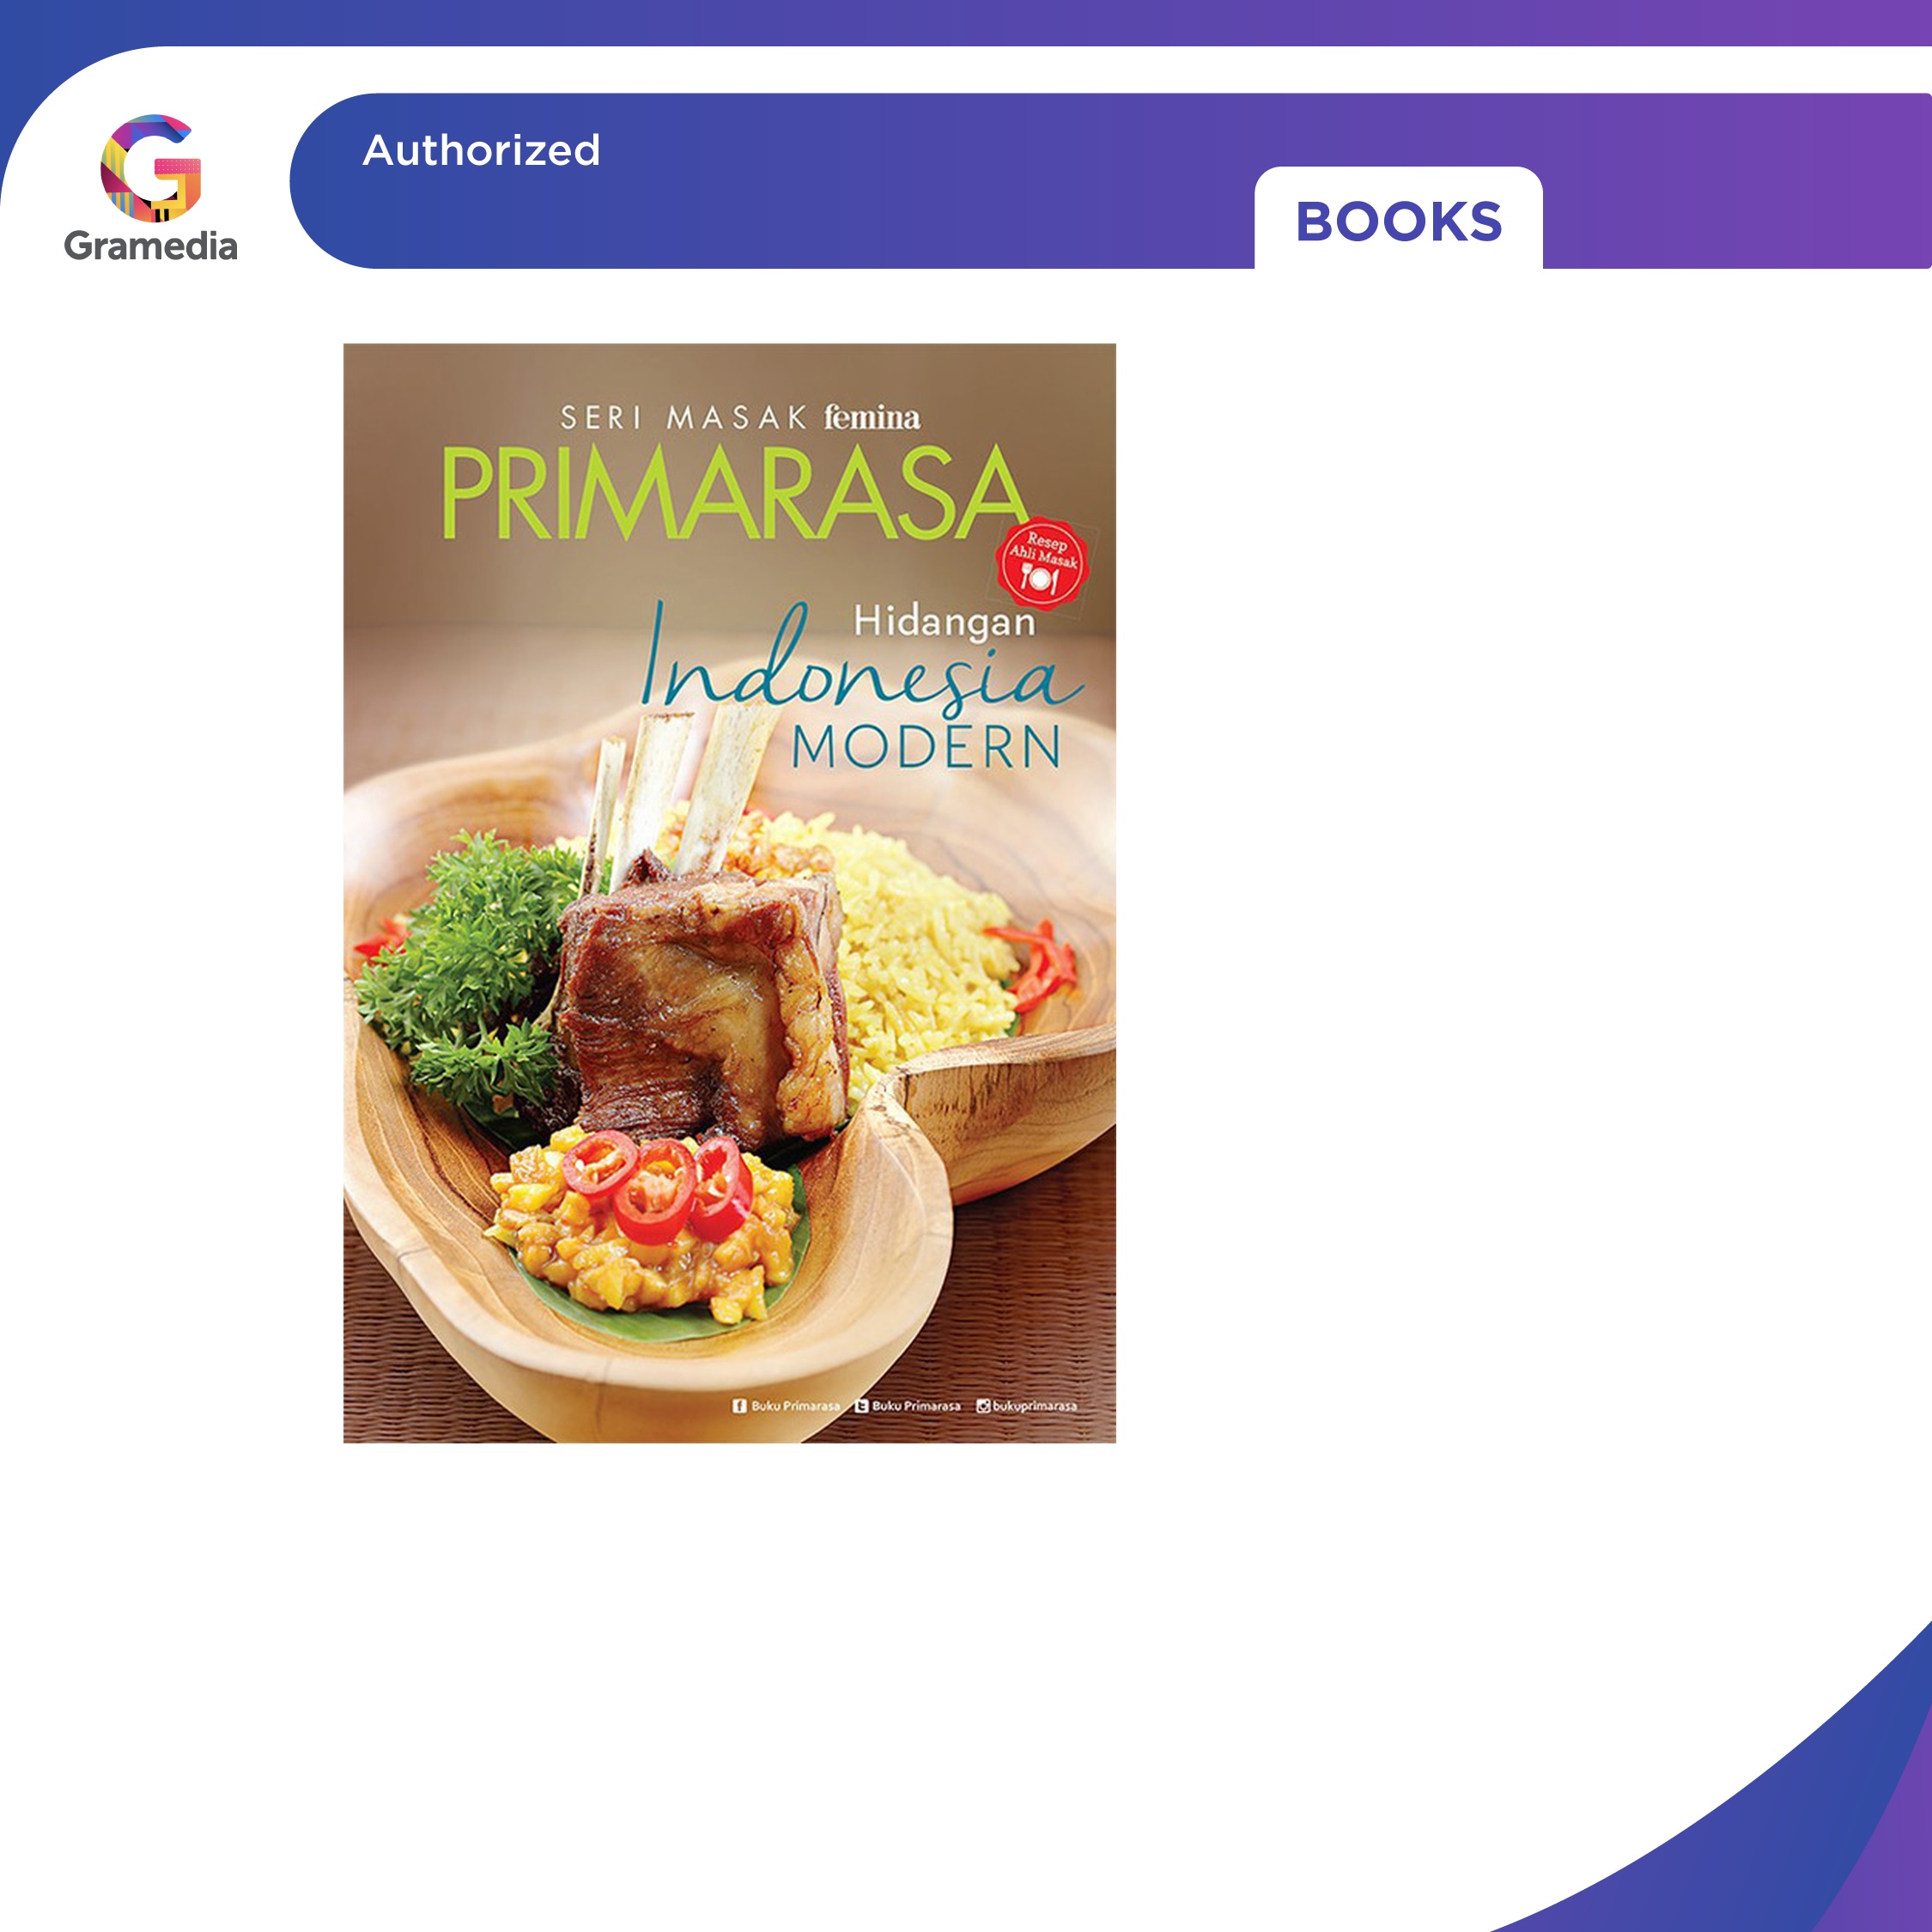 Gramedia
Authorized
BOOKS
SERI MASAK femina
PRIMARASA
Resep
Ahli Masak
Hidangan
Indonesia
MODERN
Buku Primarasa Buku Primarasa bukuprimarasa